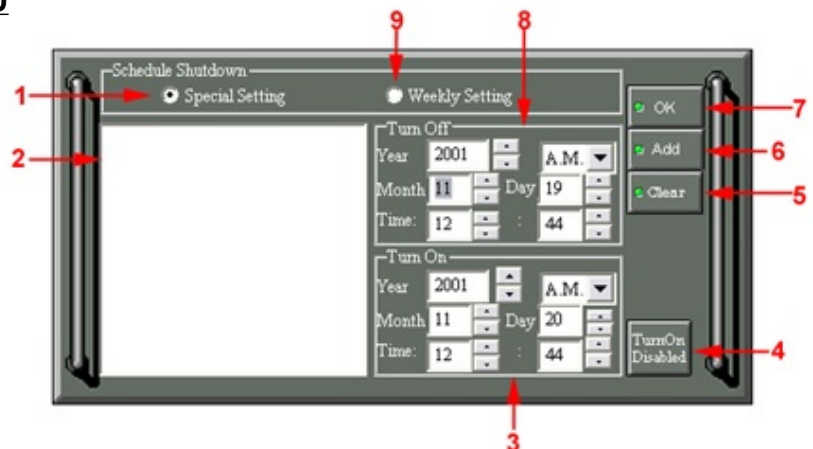 9 8
Schedule Shutdown
1 Special Setting Weekly Setting
OK 7
2
Turn Off
Year 2001 A.M.
Add 6
Month 11 Day 19
Clear 5
Time: 12 : 44
Turn On
Year 2001 A.M.
Month 11 Day 20
Time: 12 : 44
TurnOn
Disabled 4
3